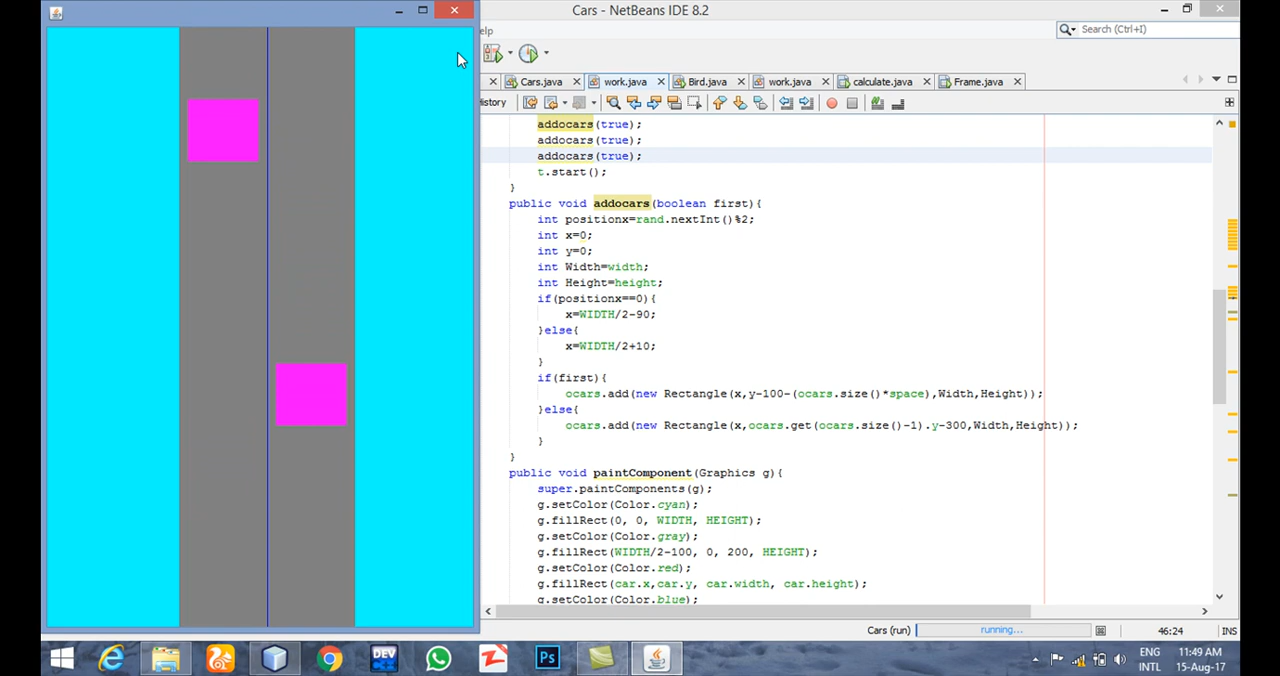 Cars - NetBeans IDE 8.2
elp
Search (Ctrl+I)
Cars.java
work.java
Bird.java
work.java
calculate.java
Frame.java
History
addocars(true);
addocars(true);
addocars(true);
t.start();
}
public void addocars(boolean first){
int positionx=rand.nextInt()%2;
int x=0;
int y=0;
int Width=width;
int Height=height;
if(positionx==0){
x=WIDTH/2-90;
}else{
x=WIDTH/2+10;
}
if(first){
ocars.add(new Rectangle(x,y-100-(ocars.size()*space),Width,Height));
}else{
ocars.add(new Rectangle(x,ocars.get(ocars.size()-1).y-300,Width,Height));
}
}
public void paintComponent(Graphics g){
super.paintComponents(g);
g.setColor(Color.cyan);
g.fillRect(0, 0, WIDTH, HEIGHT);
g.setColor(Color.gray);
g.fillRect(WIDTH/2-100, 0, 200, HEIGHT);
g.setColor(Color.red);
g.fillRect(car.x,car.y, car.width, car.height);
g.setColor(Color.blue);
Cars (run)
running...
46:24
INS
DEV
Ps
ENG
INTL
11:49 AM
15-Aug-17